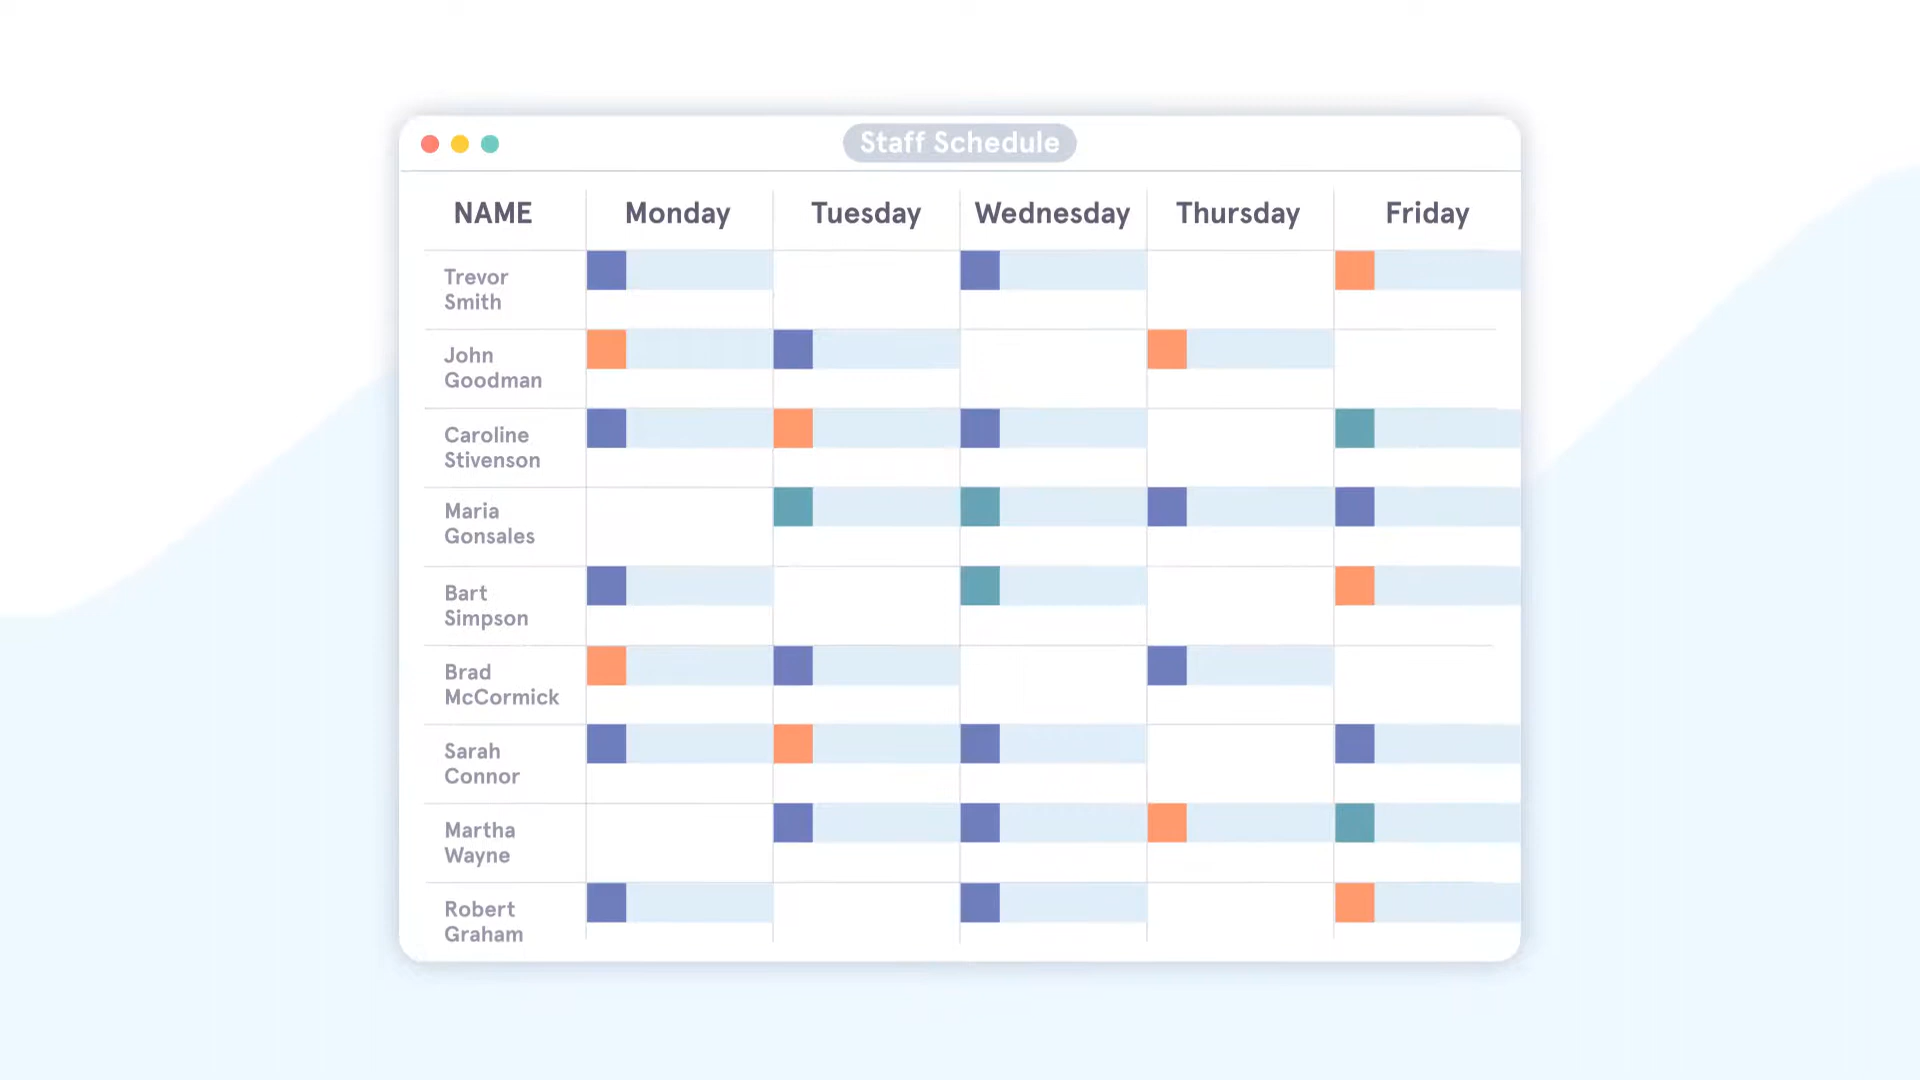 Staff Schedule
NAME Monday Tuesday Wednesday Thursday Friday
Trevor
Smith
John
Goodman
Caroline
Stivenson
Maria
Gonsales
Bart
Simpson
Brad
McCormick
Sarah
Connor
Martha
Wayne
Robert
Graham